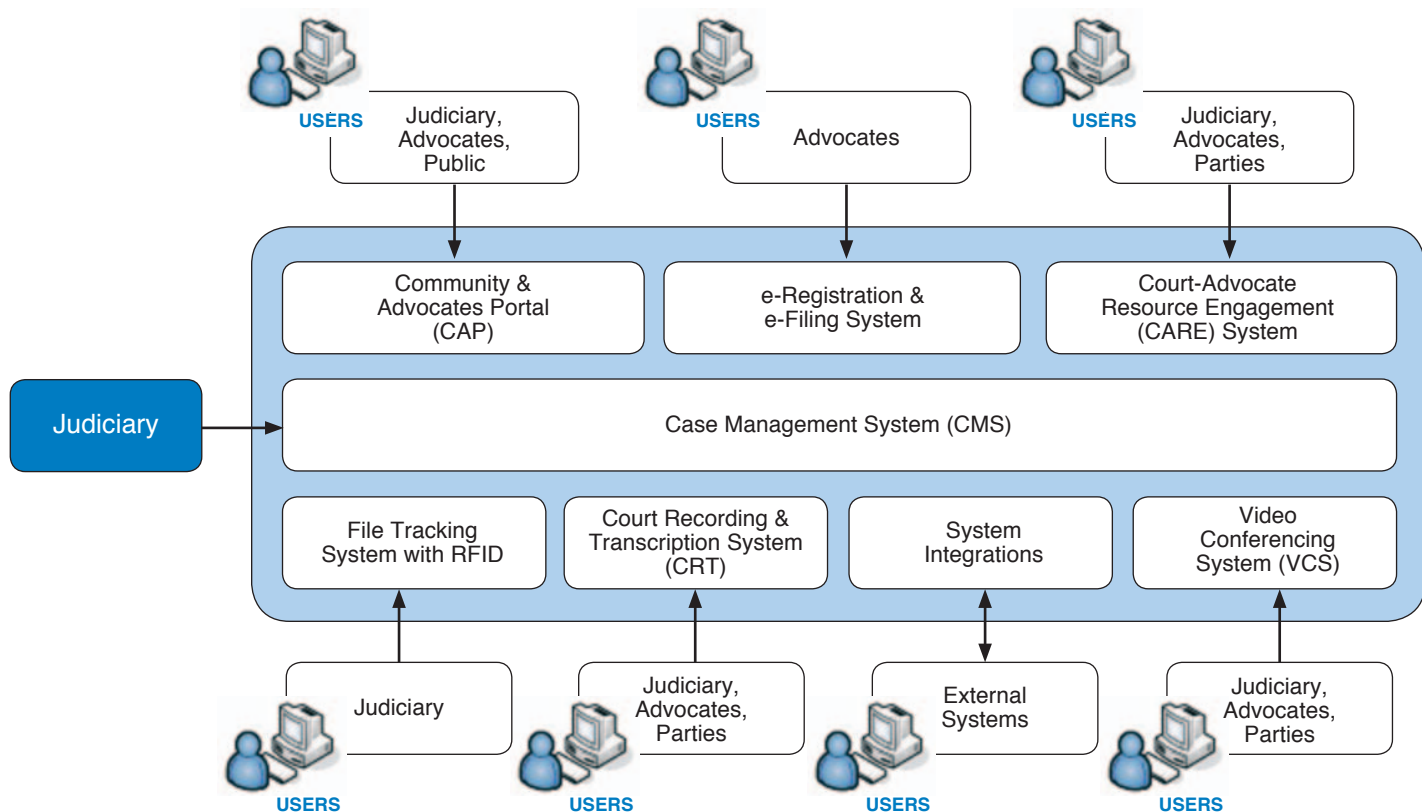 USERS
Judiciary,
Advocates,
Public
USERS
Advocates
USERS
Judiciary,
Advocates,
Parties
Community &
Advocates Portal
(CAP)
e-Registration &
e-Filing System
Court-Advocate
Resource Engagement
(CARE) System
Judiciary
Case Management System (CMS)
File Tracking
System with RFID
Court Recording &
Transcription System
(CRT)
System
Integrations
Video
Conferencing
System (VCS)
Judiciary
USERS
Judiciary,
Advocates,
Parties
USERS
External
Systems
USERS
Judiciary,
Advocates,
Parties
USERS